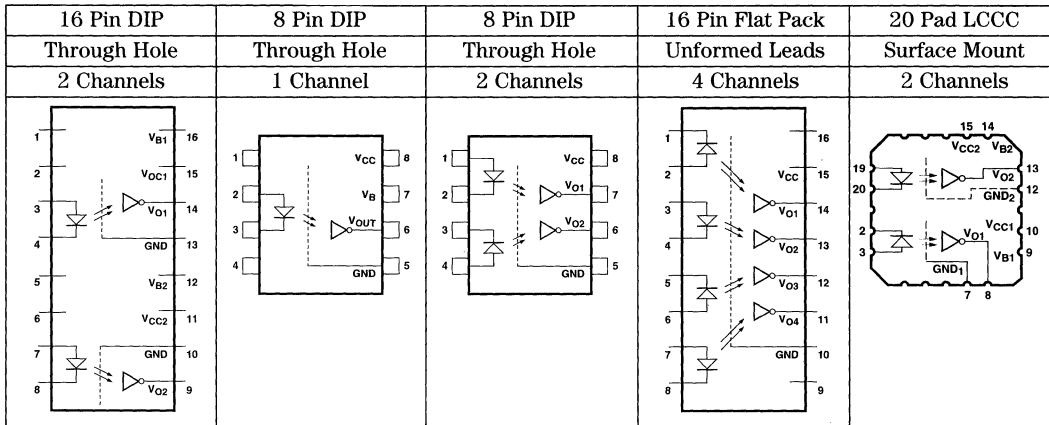 16 Pin DIP
8 Pin DIP
8 Pin DIP
16 Pin Flat Pack
20 Pad LCCC
Through Hole
Through Hole
Through Hole
Unformed Leads
Surface Mount
2 Channels
1 Channel
2 Channels
4 Channels
2 Channels
1 VB1 16
2 VOC1 15
3 VO1 14
4 GND 13
5 VB2 12
6 VCC2 11
7 GND 10
8 VO2 9
1 VCC 8
2 VB 7
3 VOUT 6
4 GND 5
1 VCC 8
2 VO1 7
3 VO2 6
4 GND 5
1 16
2 VCC 15
3 VO1 14
4 VO2 13
5 VO3 12
6 VO4 11
7 GND 10
8 9
15 14
VCC2 VB2
19 VO2 13
20 GND2 12
2 VO1 VCC1 10
3 GND1 VB1 9
7 8